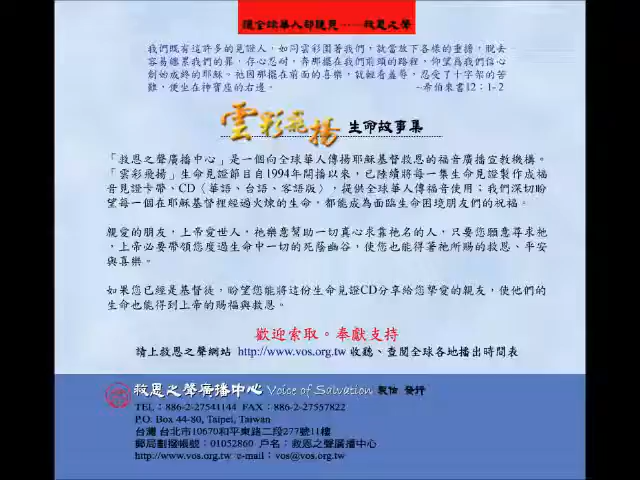 讓全球華人都聽見……救恩之聲
我們既有這許多的見證人，如同雲彩圍著我們，就當放下各樣的重擔，脫去
容易纏累我們的罪，存心忍耐，奔那擺在我們前頭的路程，仰望為我們信心
創始成終的耶穌。祂因那擺在前面的喜樂，就輕看羞辱，忍受了十字架的苦
難，便坐在神寶座的右邊。 ~希伯來書12：1-2
雲彩飛揚 生命故事集
「救恩之聲廣播中心」是一個向全球華人傳揚耶穌基督救恩的福音廣播宣教機構。
「雲彩飛揚」生命見證節目自1994年開播以來，已陸續將每一集生命見證製作成福
音見證卡帶、CD〈華語、台語、客語版〉，提供全球華人傳福音使用；我們深切盼
望每一個在耶穌基督裡經過火煉的生命，都能成為面臨生命困境朋友們的祝福。
親愛的朋友，上帝愛世人，祂樂意幫助一切真心求靠祂名的人，只要您願意尋求祂
，上帝必要帶領您度過生命中一切的死蔭幽谷，使您也能得著祂所賜的救恩、平安
與喜樂。
如果您已經是基督徒，盼望您能將這份生命見證CD分享給您摯愛的親友，使他們的
生命也能得到上帝的賜福與救恩。
歡迎索取。奉獻支持
請上救恩之聲網站 http://www.vos.org.tw 收聽、查閱全球各地播出時間表
救恩之聲廣播中心 Voice of Salvation 製作 發行
TEL：886-2-27541144 FAX：886-2-27557822
P.O. Box 44-80, Taipei, Taiwan
台灣 台北市10670和平東路二段277號11樓
郵局劃撥帳號：01052860 戶名：救恩之聲廣播中心
http://www.vos.org.tw e-mail：vos@vos.org.tw